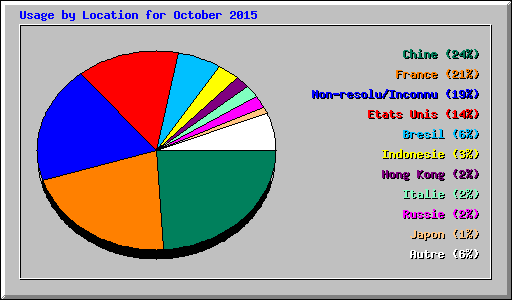 Usage by Location for October 2015
Chine (24%)
France (21%)
Non-resolu/Inconnu (19%)
Etats Unis (14%)
Bresil (6%)
Indonesie (3%)
Hong Kong (2%)
Italie (2%)
Russie (2%)
Japon (1%)
Autre (6%)